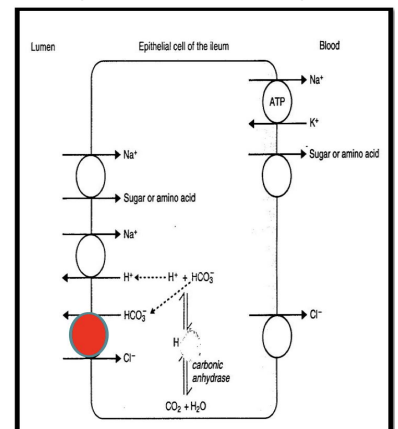 Lumen Epithelial cell of the ileum Blood
Na⁺
ATP
K⁺
Na⁺
Sugar or amino acid
Sugar or amino acid
Na⁺
H⁺ H⁺ + HCO₃⁻
HCO₃⁻
Cl⁻
H
Cl⁻
carbonic
anhydrase
CO₂ + H₂O